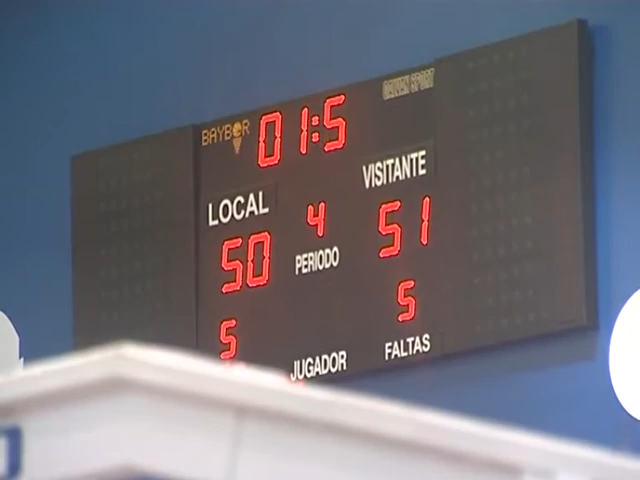 BAYBOR
01:5
LOCAL
VISITANTE
50
4
51
PERIODO
5
5
JUGADOR
FALTAS